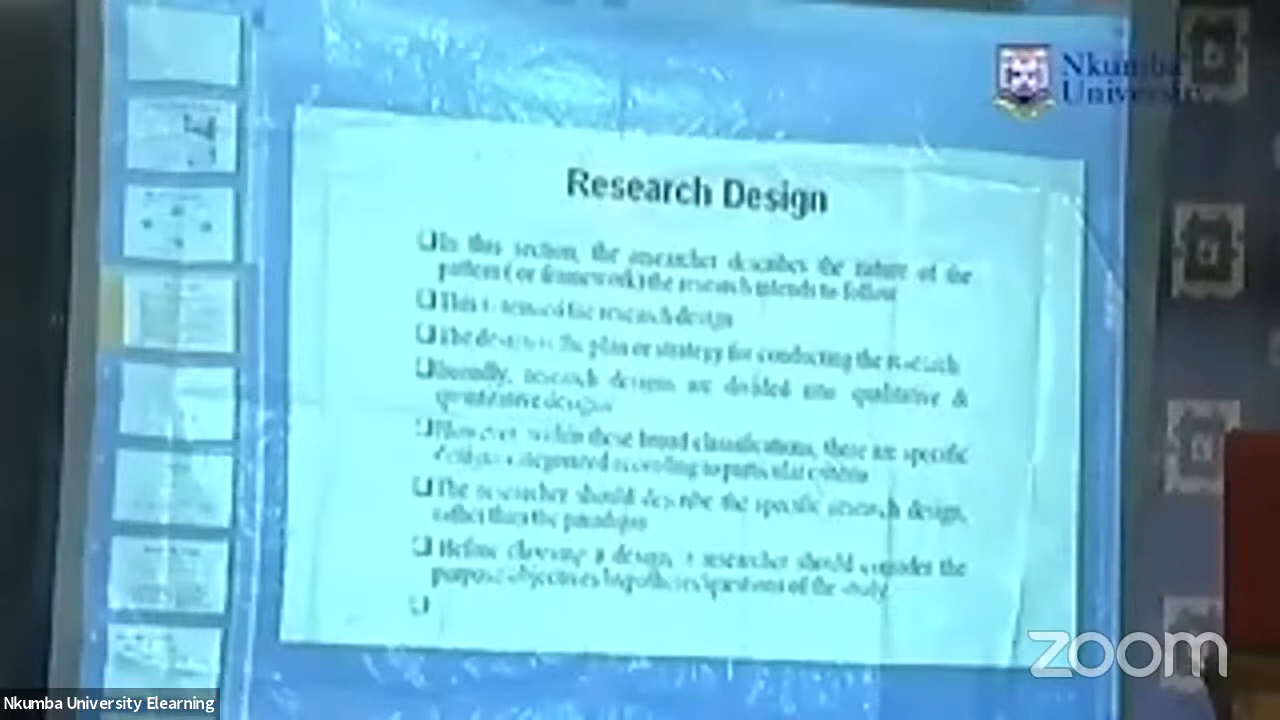 Nkumba
University
Research Design
In this section, the researcher describes the nature of the
pattern ( or framework) the research intends to follow
This is termed the research design
The design is the plan or strategy for conducting the research
Broadly, research designs are divided into qualitative &
quantitative designs
However, within these broad classifications, there are specific
designs categorized according to particular criteria
The researcher should describe the specific research design,
rather than the paradigm
Before choosing a design, a researcher should consider the
purpose/objectives/hypotheses/questions of the study
zoom
Nkumba University Elearning